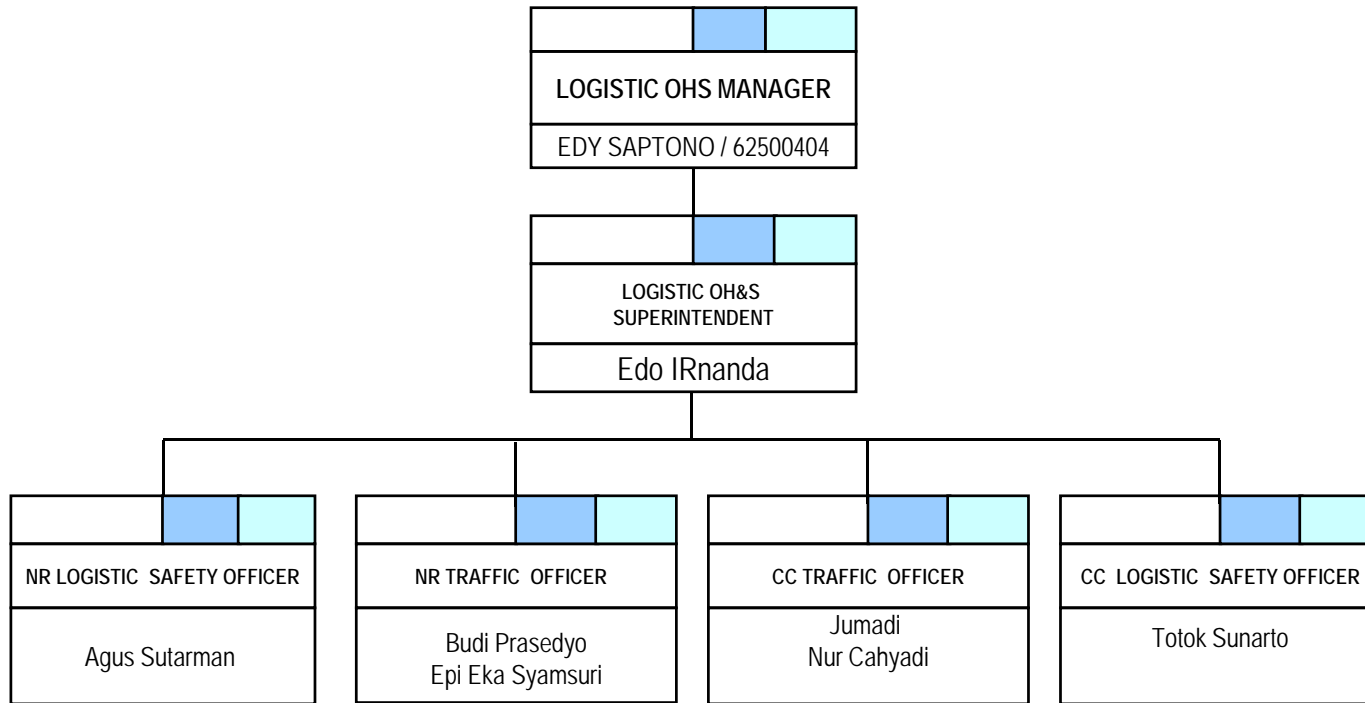 LOGISTIC OHS MANAGER
EDY SAPTONO / 62500404
LOGISTIC OH&S
SUPERINTENDENT
Edo IRnanda
NR LOGISTIC SAFETY OFFICER
Agus Sutarman
NR TRAFFIC OFFICER
Budi Prasedyo
Epi Eka Syamsuri
CC TRAFFIC OFFICER
Jumadi
Nur Cahyadi
CC LOGISTIC SAFETY OFFICER
Totok Sunarto